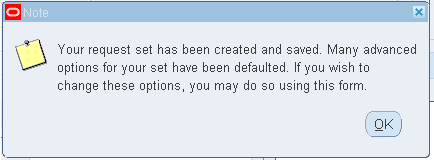 Note
Your request set has been created and saved. Many advanced
options for your set have been defaulted. If you wish to
change these options, you may do so using this form.
OK